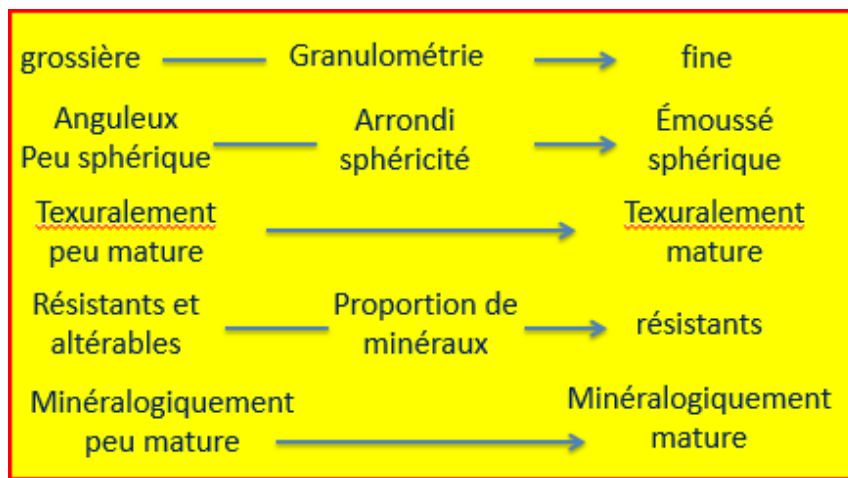 grossière Granulométrie fine
Anguleux Arrondi Émoussé
Peu sphérique sphéricité sphérique
Texuralement Texuralement
peu mature mature
Résistants et Proportion de résistants
altérables minéraux
Minéralogiquement Minéralogiquement
peu mature mature